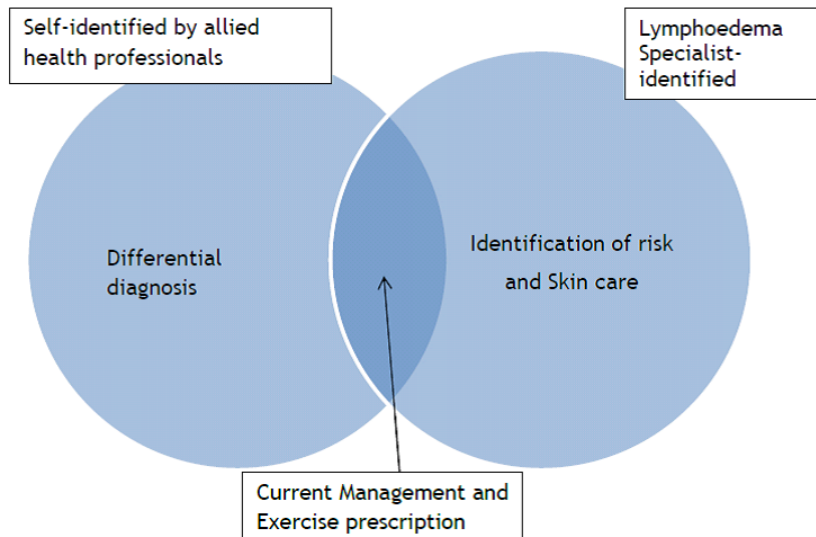 Self-identified by allied
health professionals
Lymphoedema
Specialist-
identified
Differential
diagnosis
Identification of risk
and Skin care
Current Management and
Exercise prescription